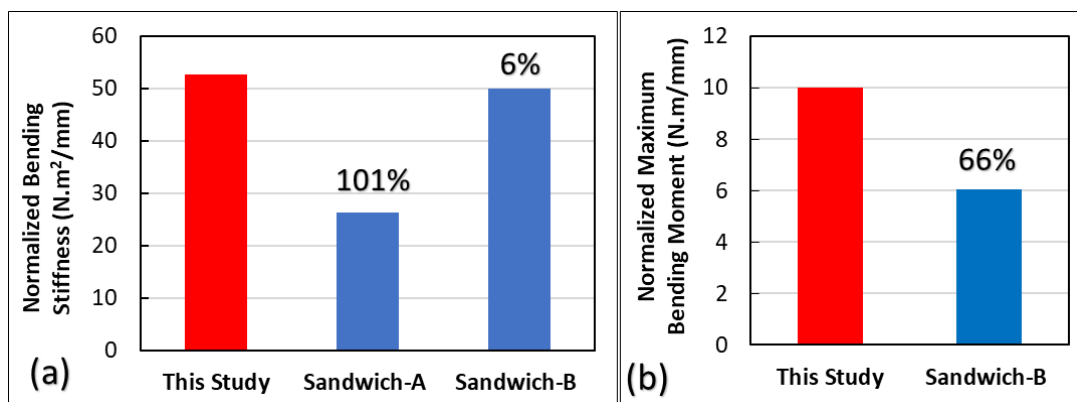 Normalized Bending
Stiffness (N.m²/mm)
60
50
40
30
20
10
0
101%
6%
This Study
Sandwich-A
Sandwich-B
(a)
Normalized Maximum
Bending Moment (N.m/mm)
12
10
8
6
4
2
0
66%
This Study
Sandwich-B
(b)